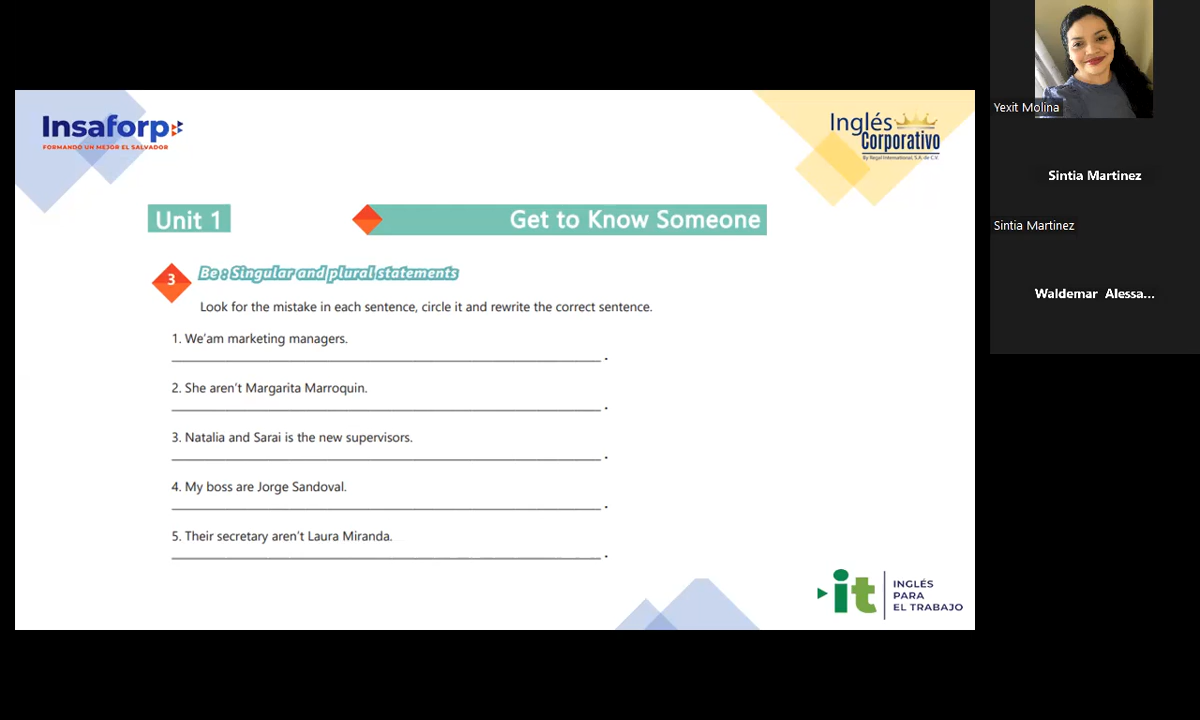 Insaforp
FORMANDO UN MEJOR EL SALVADOR
Inglés
Corporativo
By Regal International, S.A. de C.V.
Unit 1
Get to Know Someone
3
Be : Singular and plural statements
Look for the mistake in each sentence, circle it and rewrite the correct sentence.
1. We'am marketing managers.
2. She aren't Margarita Marroquin.
3. Natalia and Sarai is the new supervisors.
4. My boss are Jorge Sandoval.
5. Their secretary aren't Laura Miranda.
it
INGLÉS
PARA
EL TRABAJO
Yexit Molina
Sintia Martinez
Sintia Martinez
Waldemar Alessa...